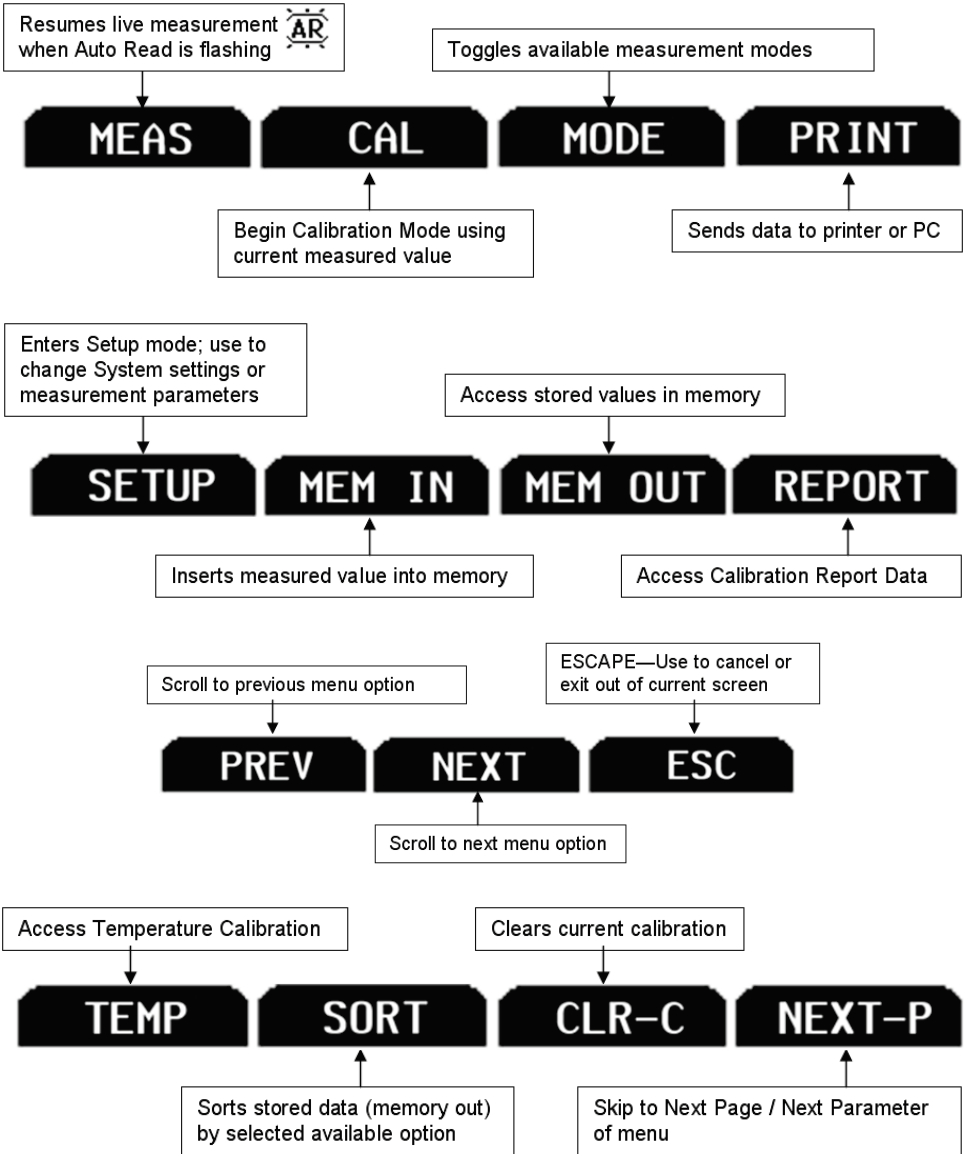 Resumes live measurement
when Auto Read is flashing AR
Toggles available measurement modes
MEAS
CAL
MODE
PRINT
Begin Calibration Mode using
current measured value
Sends data to printer or PC
Enters Setup mode; use to
change System settings or
measurement parameters
Access stored values in memory
SETUP
MEM IN
MEM OUT
REPORT
Inserts measured value into memory
Access Calibration Report Data
Scroll to previous menu option
ESCAPE—Use to cancel or
exit out of current screen
PREV
NEXT
ESC
Scroll to next menu option
Access Temperature Calibration
Clears current calibration
TEMP
SORT
CLR-C
NEXT-P
Sorts stored data (memory out)
by selected available option
Skip to Next Page / Next Parameter
of menu